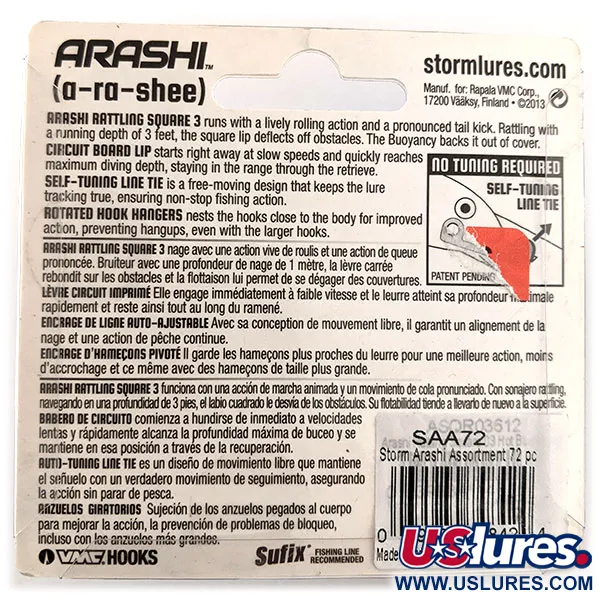 ARASHI™
(a-ra-shee)
stormlures.com
Manuf. for: Rapala VMC Corp.,
17200 Vääksy, Finland • ©2013
ARASHI RATTLING SQUARE 3 runs with a lively rolling action and a pronounced tail kick. Rattling with
a running depth of 3 feet, the square lip deflects off obstacles. The Buoyancy backs it out of cover.
CIRCUIT BOARD LIP starts right away at slow speeds and quickly reaches
maximum diving depth, staying in the range through the retrieve.
SELF-TUNING LINE TIE is a free-moving design that keeps the lure
tracking true, ensuring non-stop fishing action.
ROTATED HOOK HANGERS nests the hooks close to the body for improved
action, preventing hangups, even with the larger hooks.
NO TUNING REQUIRED
SELF-TUNING
LINE TIE
PATENT PENDING
ARASHI RATTLING SQUARE 3 nage avec une action vive de roulis et une action de queue
prononcée. Bruiteur avec une profondeur de nage de 1 mètre, la lèvre carrée
rebondit sur les obstacles et la flottaison lui permet de se dégager des couvertures.
LÈVRE CIRCUIT IMPRIMÉ Elle engage immédiatement à faible vitesse et le leurre atteint sa profondeur maximale
rapidement et reste ainsi tout au long du ramené.
ENCRAGE DE LIGNE AUTO-AJUSTABLE Avec sa conception de mouvement libre, il garantit un alignement de la
nage et une action de pêche continue.
ENCRAGE D'HAMEÇONS PIVOTÉ Il garde les hameçons plus proches du leurre pour une meilleure action, moins
d'accrochage et ce même avec des hameçons de taille plus grande.
ARASHI RATTLING SQUARE 3 funciona con una acción de marcha animada y un movimiento de cola pronunciado. Con sonajero rattling,
navegando en una profundidad de 3 pies, el labio cuadrado le desvía de los obstáculos. Su flotabilidad tiende a llevarlo de nuevo a la superficie.
BABERO DE CIRCUITO comienza a hundirse de inmediato a velocidades
lentas y rápidamente alcanza la profundidad máxima de buceo y se
mantiene en esa posición a través de la recuperación.
AUTO-TUNING LINE TIE es un diseño de movimiento libre que mantiene
el señuelo con un verdadero movimiento de seguimiento, asegurando
la acción sin parar de pesca.
ANZUELOS GIRATORIOS Sujeción de los anzuelos pegados al cuerpo
para mejorar la acción, la prevención de problemas de bloqueo,
incluso con los anzuelos más grandes.
ASQR03612
SAA72
Storm Arashi Assortment 72 pc
Made
VMC HOOKS
Sufix® FISHING LINE
RECOMMENDED
USlures.
WWW.USLURES.COM